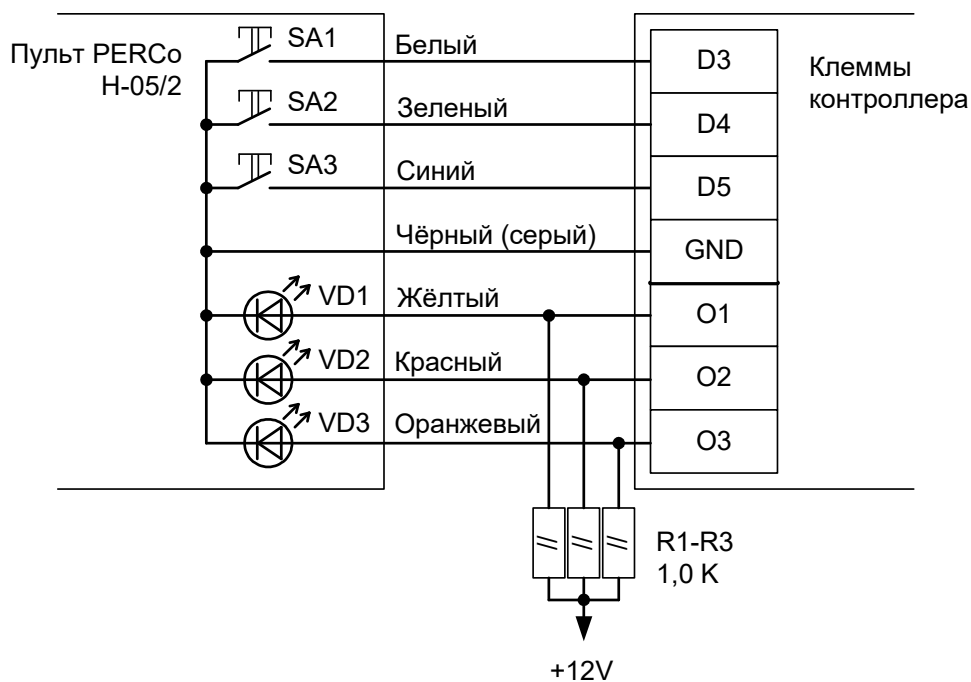 Пульт PERCo
H-05/2
SA1
Белый
D3
Клеммы
контроллера
SA2
Зеленый
D4
SA3
Синий
D5
Чёрный (серый)
GND
VD1
Жёлтый
O1
VD2
Красный
O2
VD3
Оранжевый
O3
R1-R3
1,0 K
+12V